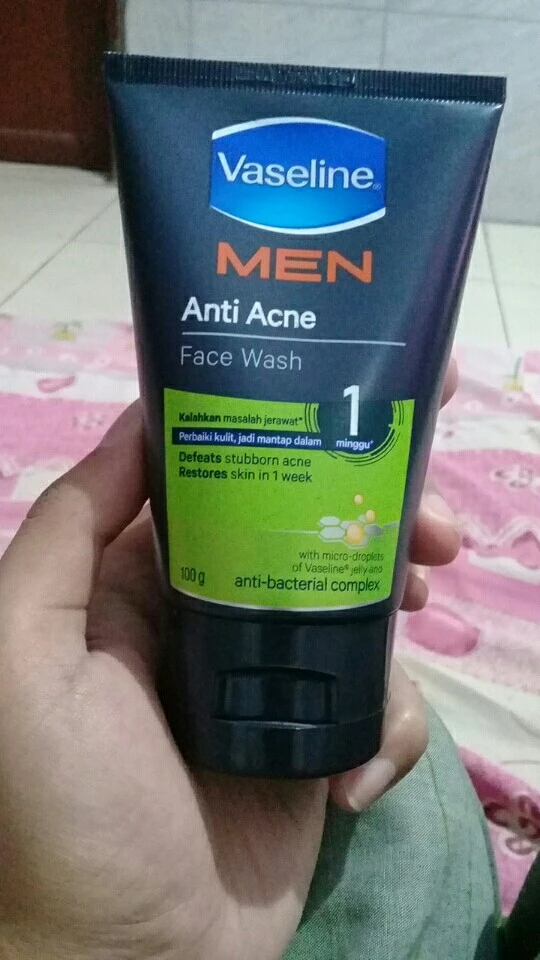 Vaseline®
MEN
Anti Acne
Face Wash
Kalahkan masalah jerawat*
Perbaiki kulit, jadi mantap dalam
1
minggu+
Defeats stubborn acne
Restores skin in 1 week
with micro-droplets
of Vaseline® jelly and
anti-bacterial complex
100 g